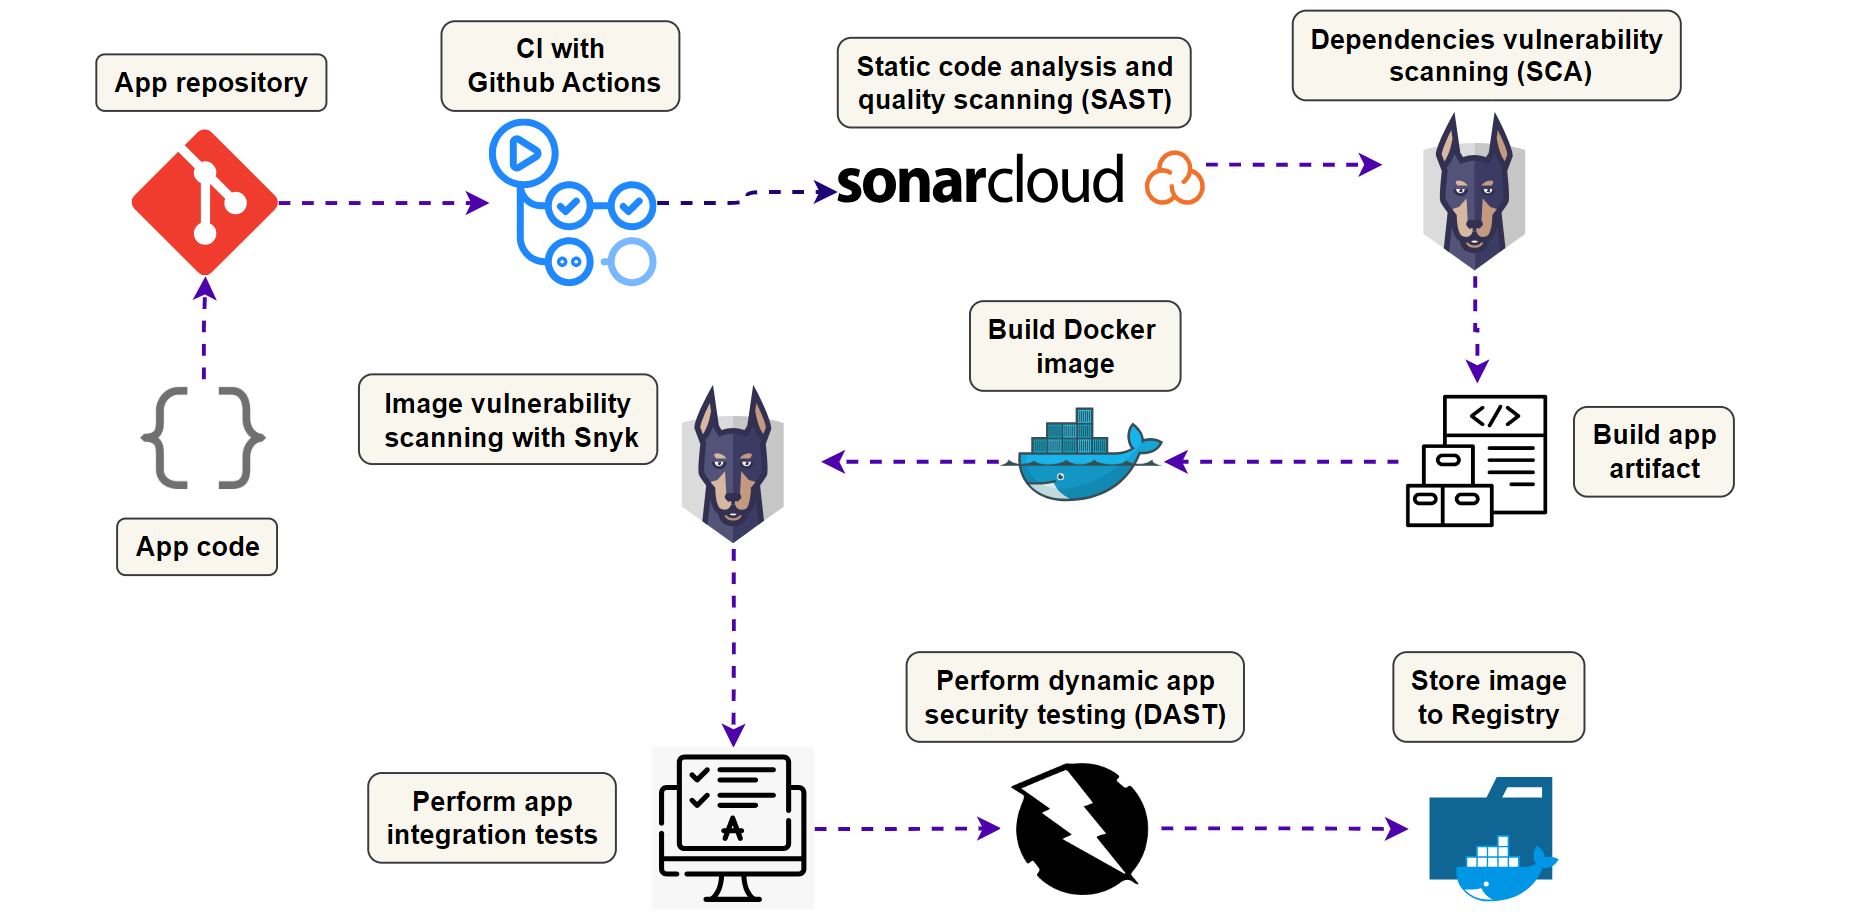 App repository
CI with
Github Actions
Static code analysis and
quality scanning (SAST)
sonarcloud
Dependencies vulnerability
scanning (SCA)
Build Docker
image
Image vulnerability
scanning with Snyk
</>
Build app
artifact
App code
Perform dynamic app
security testing (DAST)
Store image
to Registry
Perform app
integration tests
A